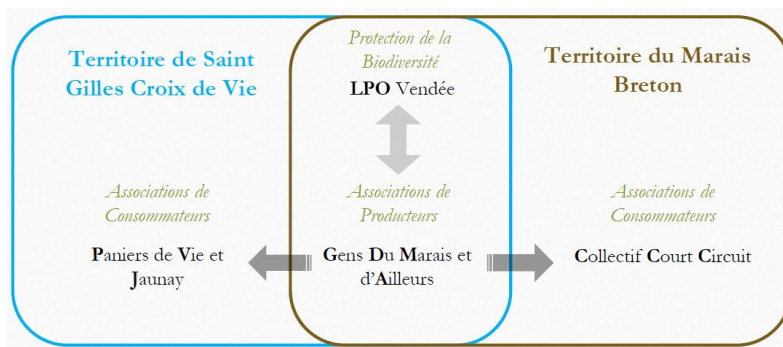 Territoire de Saint
Gilles Croix de Vie
Protection de la
Biodiversité
LPO Vendée
Territoire du Marais
Breton
Associations de
Consommateurs
Paniers de Vie et
Jaunay
Associations de
Producteurs
Gens Du Marais et
d'Ailleurs
Associations de
Consommateurs
Collectif Court Circuit